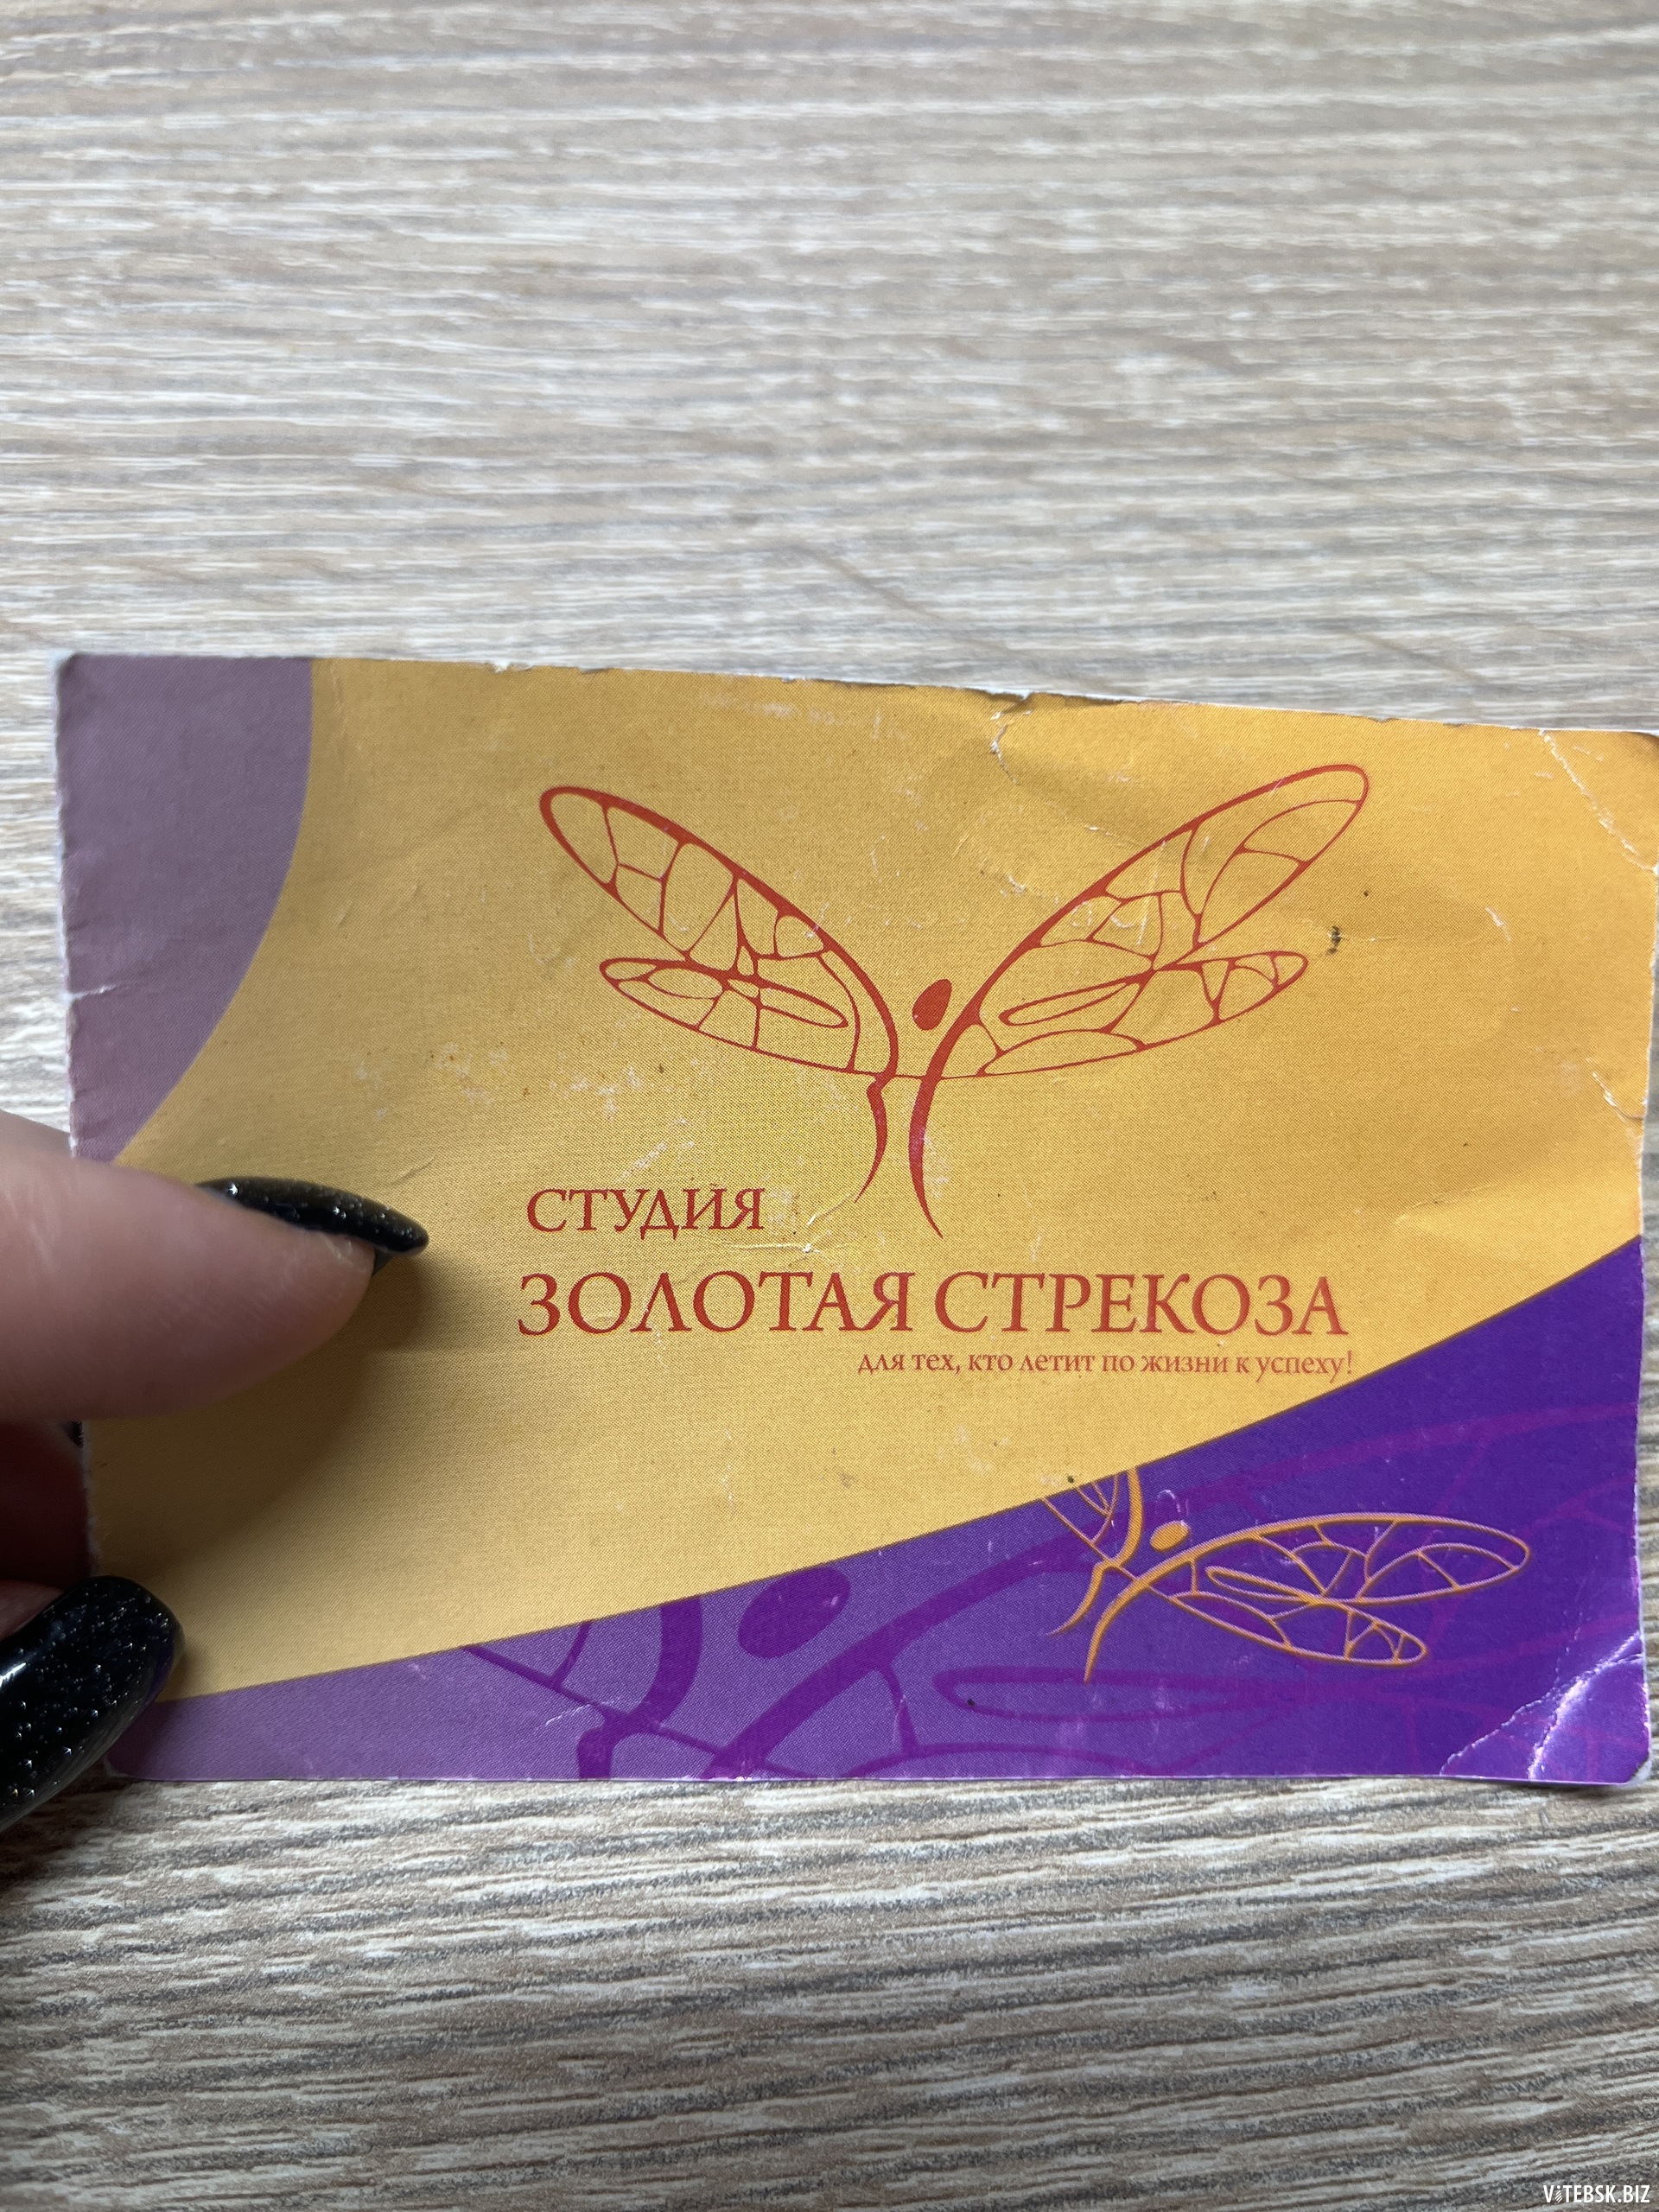 СТУДИЯ
ЗОЛОТАЯ СТРЕКОЗА
для тех, кто летит по жизни к успеху!
ViTEBSK.BIZ